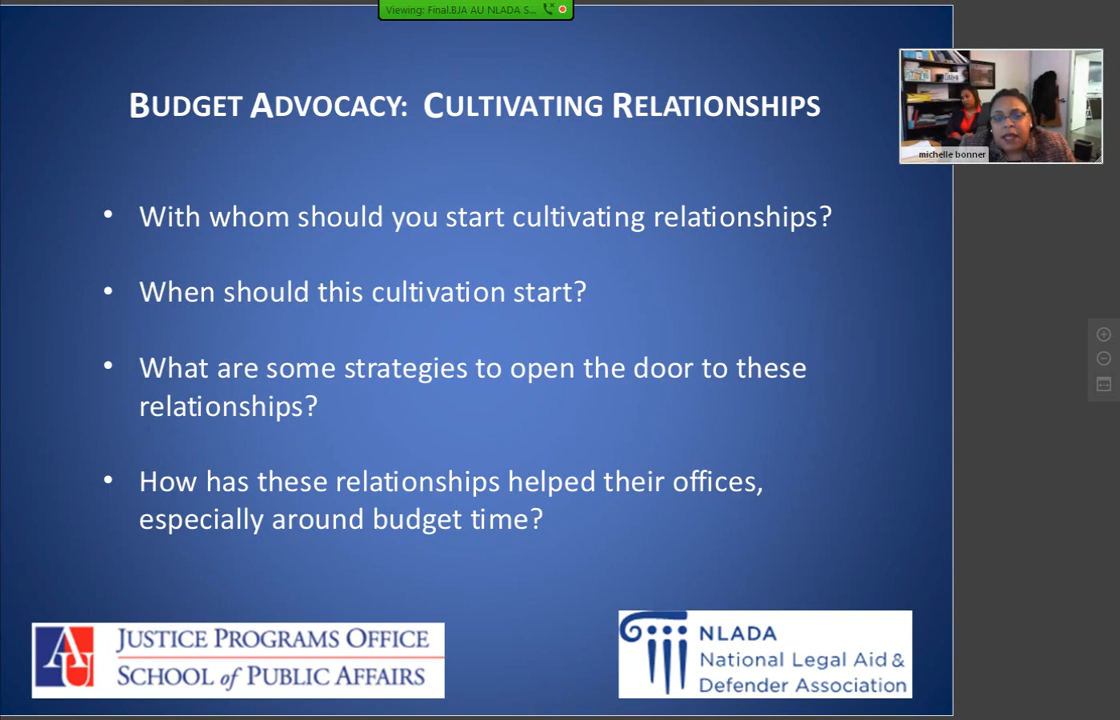 Viewing: Final.BJA AU NLADA S...
BUDGET ADVOCACY: CULTIVATING RELATIONSHIPS
michelle bonner
• With whom should you start cultivating relationships?
• When should this cultivation start?
• What are some strategies to open the door to these
relationships?
• How has these relationships helped their offices,
especially around budget time?
AU
JUSTICE PROGRAMS OFFICE
SCHOOL of PUBLIC AFFAIRS
NLADA
National Legal Aid &
Defender Association